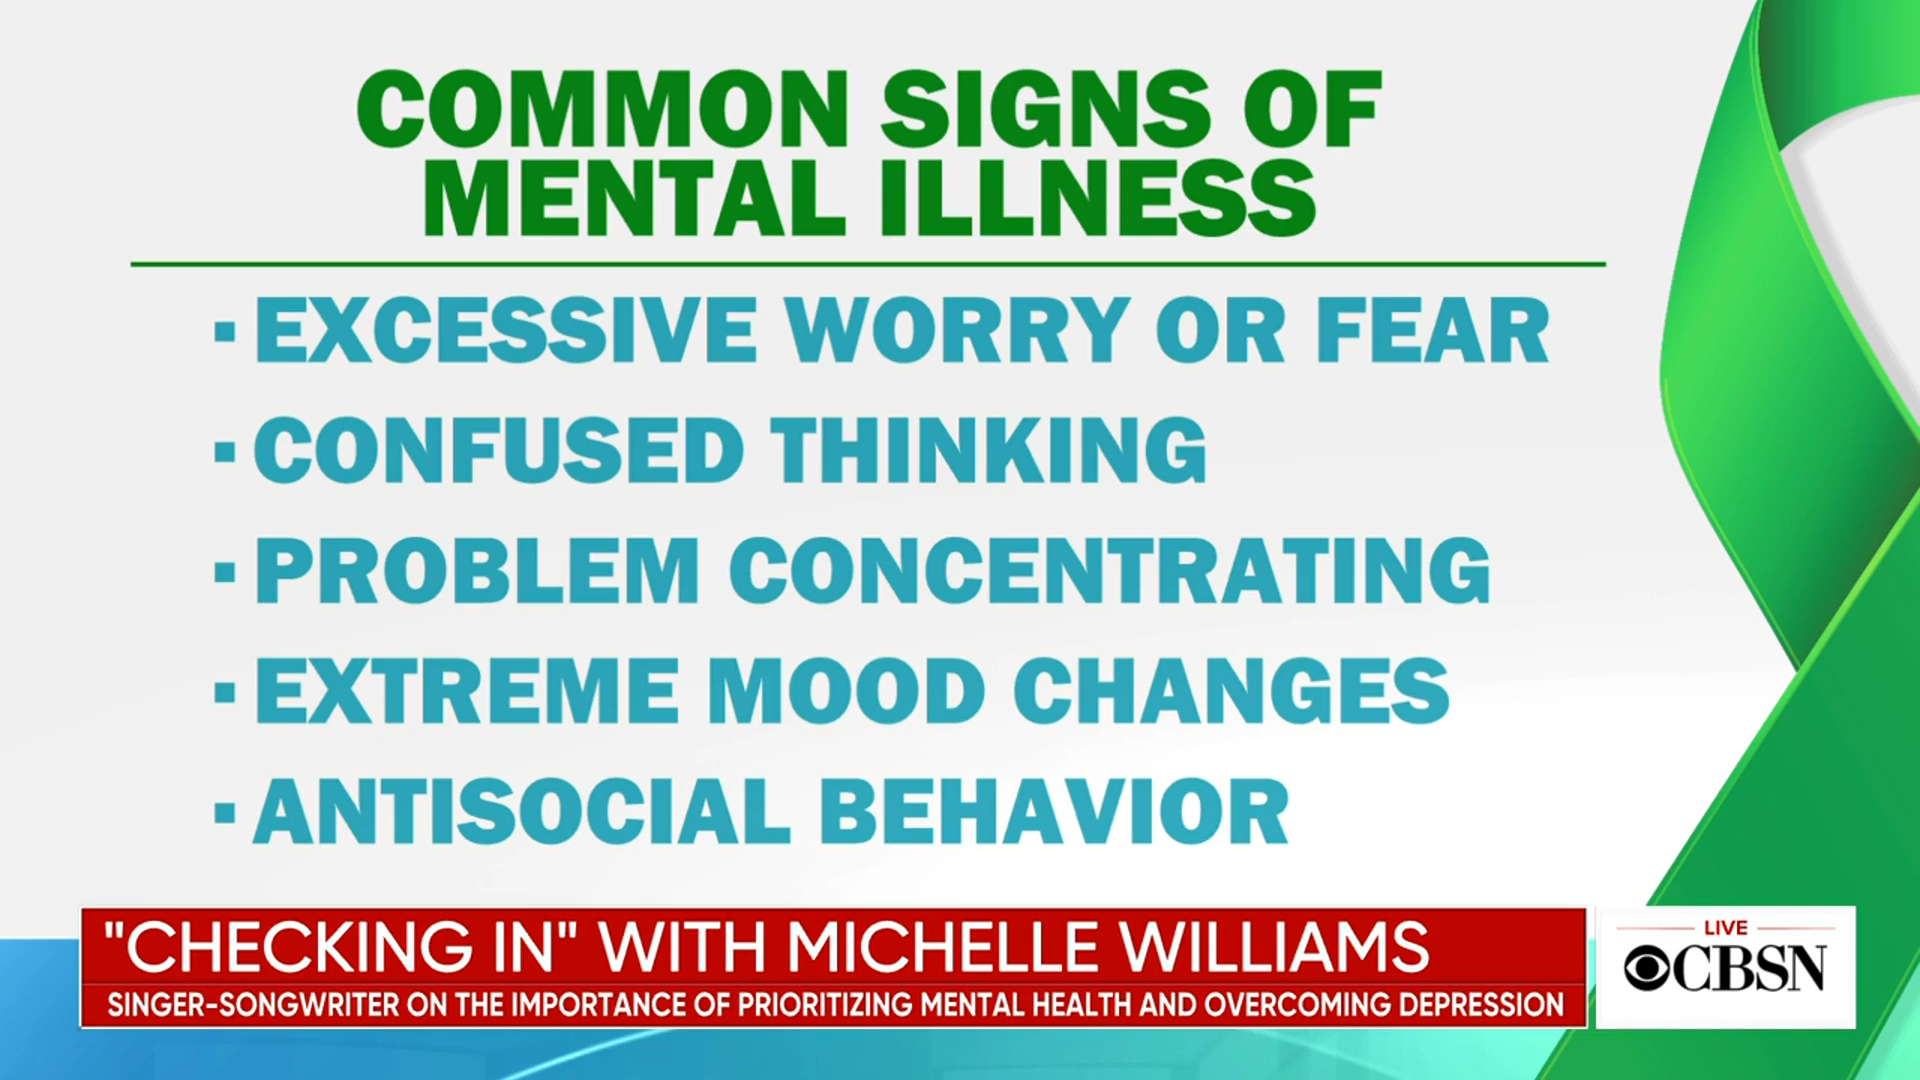 COMMON SIGNS OF
MENTAL ILLNESS
▪ EXCESSIVE WORRY OR FEAR
▪ CONFUSED THINKING
▪ PROBLEM CONCENTRATING
▪ EXTREME MOOD CHANGES
▪ ANTISOCIAL BEHAVIOR
"CHECKING IN" WITH MICHELLE WILLIAMS
SINGER-SONGWRITER ON THE IMPORTANCE OF PRIORITIZING MENTAL HEALTH AND OVERCOMING DEPRESSION
LIVE
CBSN